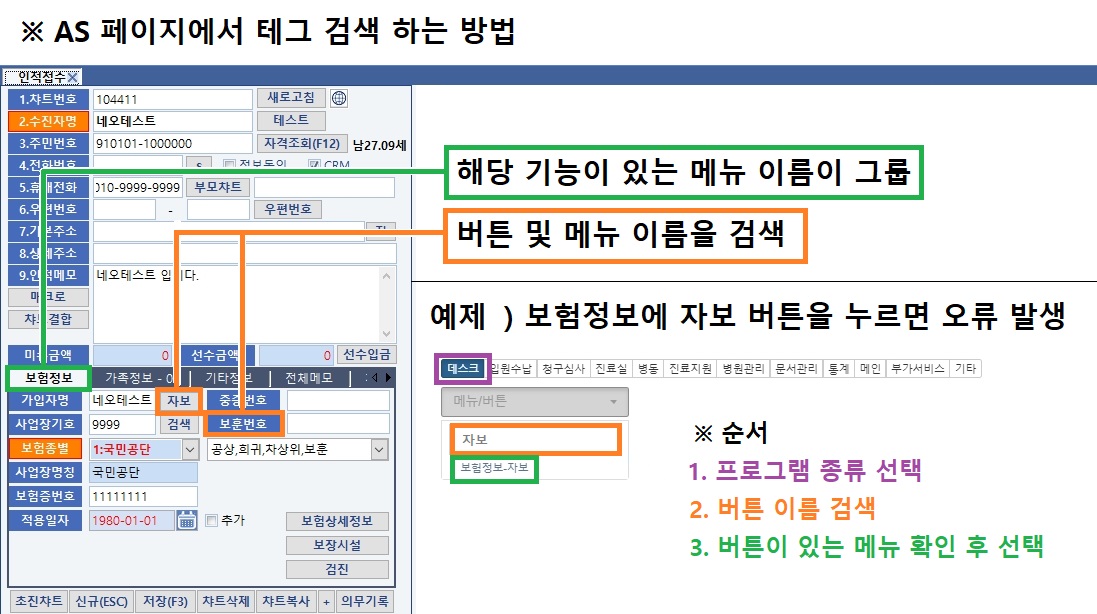 ※ AS 페이지에서 테그 검색 하는 방법
인적접수
1.챠트번호 104411 새로고침
2.수진자명 네오테스트 테스트
3.주민번호 910101-1000000 자격조회(F12) 남27.09세
4.전화번호 s 정보동의 CRM
5.휴대전화 010-9999-9999 부모챠트
6.우편번호 - 우편번호
7.기본주소
8.상세주소
9.인적메모 네오테스트 입니다.
매크로
챠트결합
미수금액 0 선수금액 0 선수입금
보험정보 가족정보 - 0 기타정보 전체메모
가입자명 네오테스트 자보 중증번호
사업장기호 9999 검색 보훈번호
보험종별 1:국민공단 공상,희귀,차상위,보훈
사업장명칭 국민공단
보험증번호 11111111
적용일자 1980-01-01 추가 보험상세정보
보장시설
검진
초진챠트 신규(ESC) 저장(F3) 챠트삭제 챠트복사 + 의무기록
해당 기능이 있는 메뉴 이름이 그룹
버튼 및 메뉴 이름을 검색
예제 ) 보험정보에 자보 버튼을 누르면 오류 발생
데스크 입원수납 청구심사 진료실 병동 진료지원 병원관리 문서관리 통계 메인 부가서비스 기타
메뉴/버튼
자보
보험정보-자보
※ 순서
1. 프로그램 종류 선택
2. 버튼 이름 검색
3. 버튼이 있는 메뉴 확인 후 선택